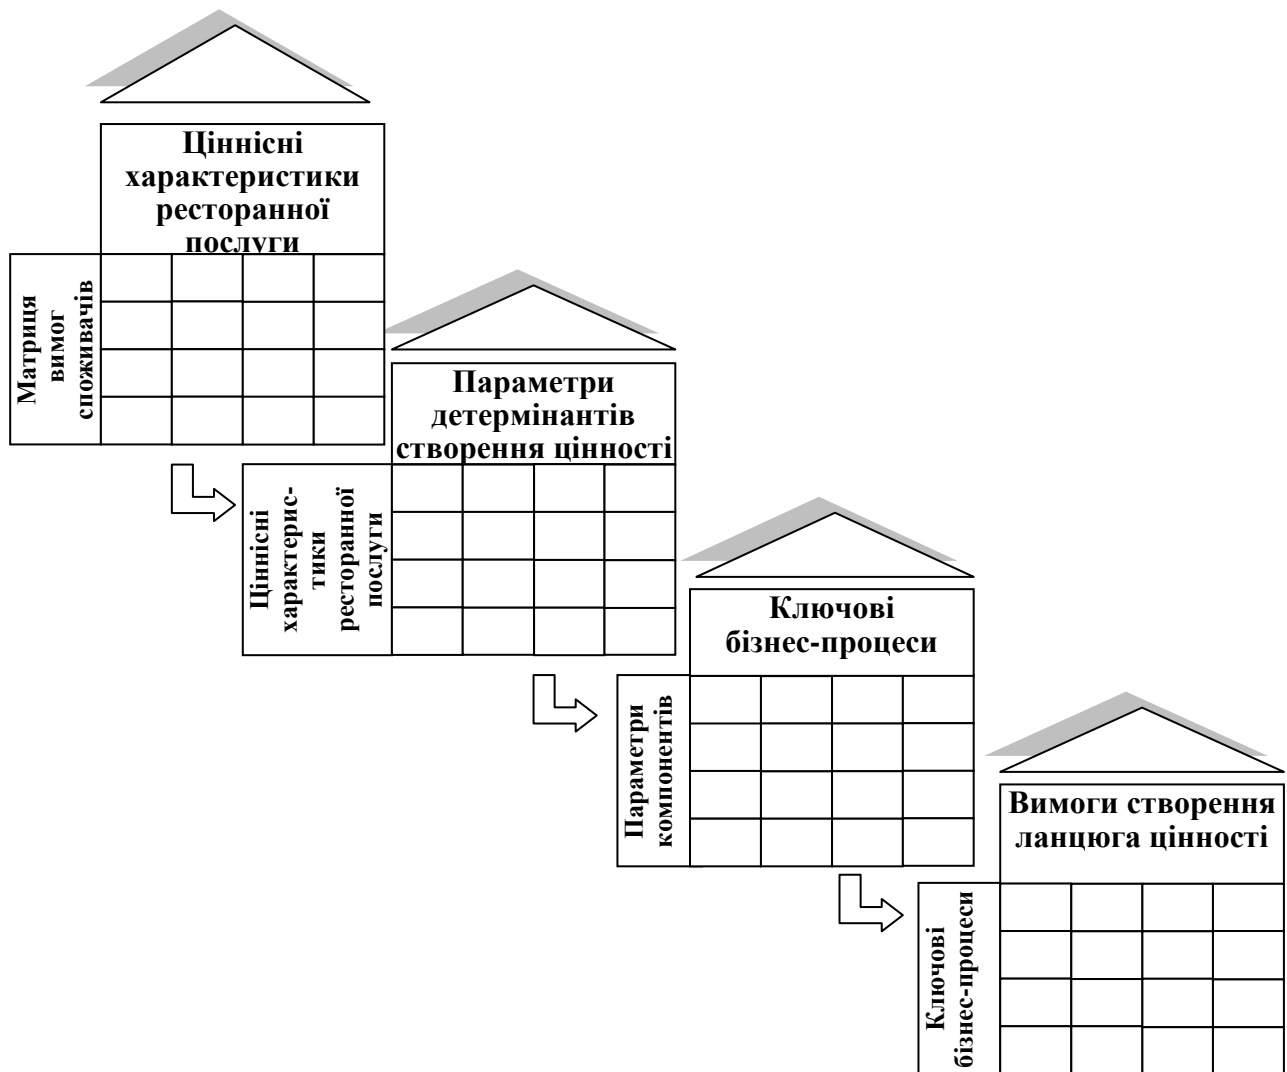 Ціннісні
характеристики
ресторанної
послуги
Матриця
вимог
споживачів
Параметри
детермінантів
створення цінності
Ціннісні
характерис-
тики
ресторанної
послуги
Ключові
бізнес-процеси
Параметри
компонентів
Вимоги створення
ланцюга цінності
Ключові
бізнес-процеси